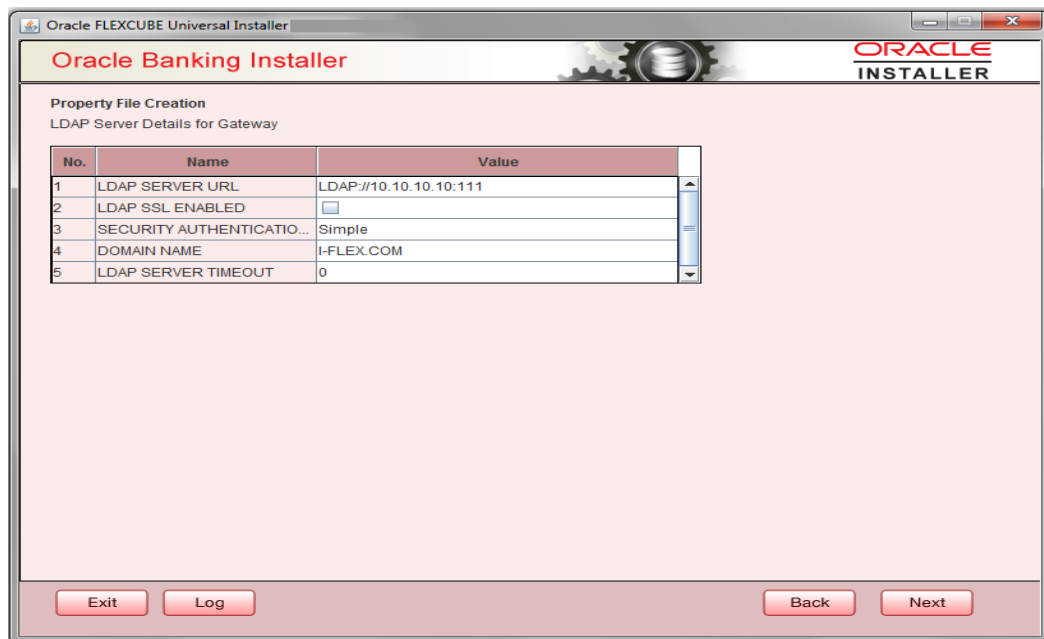 Oracle FLEXCUBE Universal Installer
Oracle Banking Installer
ORACLE
INSTALLER
Property File Creation
LDAP Server Details for Gateway
No. Name Value
1 LDAP SERVER URL LDAP://10.10.10.10:111
2 LDAP SSL ENABLED
3 SECURITY AUTHENTICATIO... Simple
4 DOMAIN NAME I-FLEX.COM
5 LDAP SERVER TIMEOUT 0
Exit Log Back Next